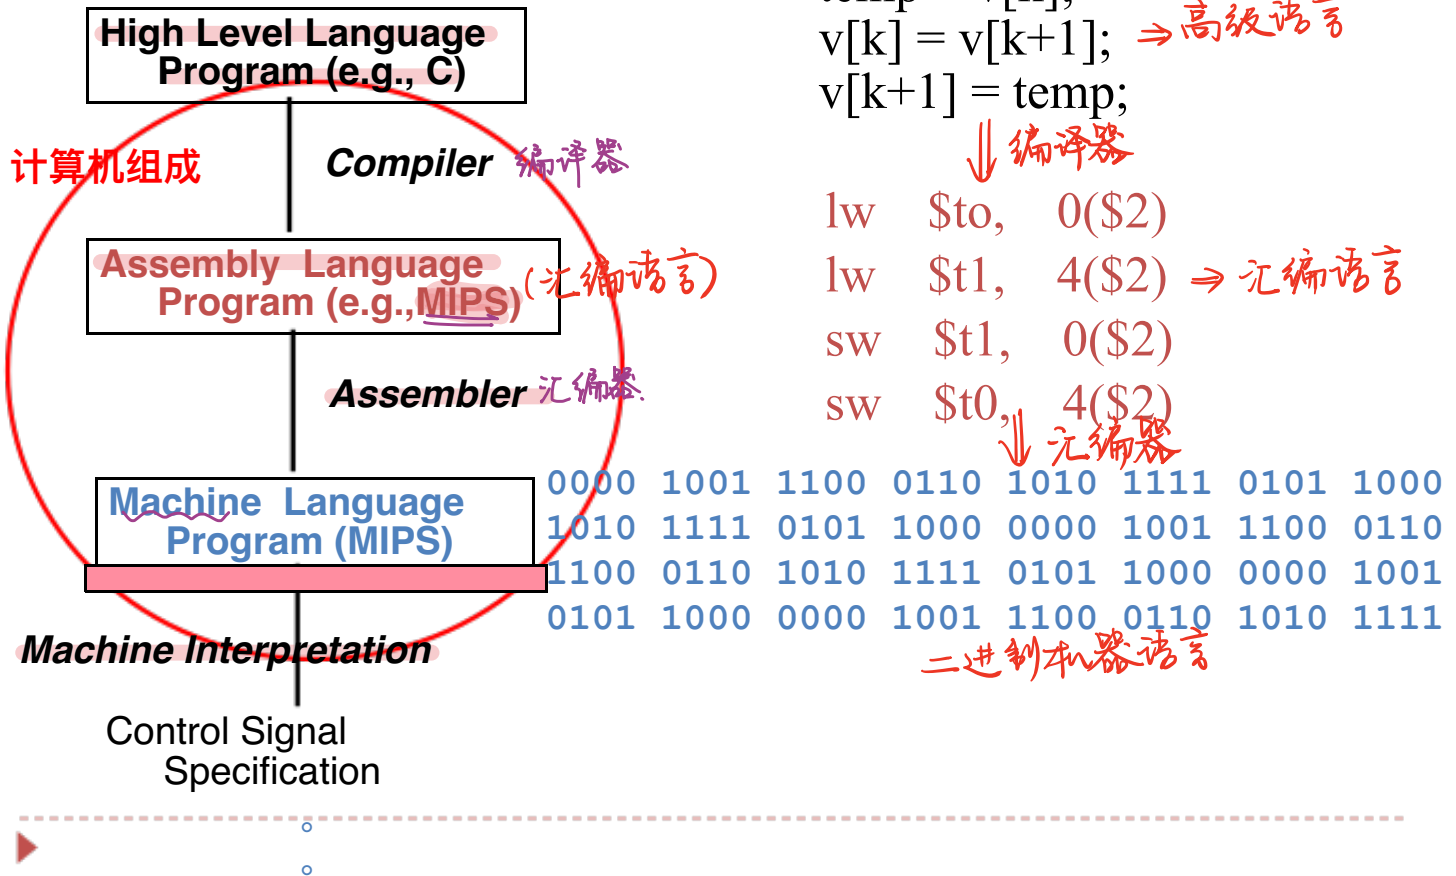 High Level Language
Program (e.g., C)
计算机组成
Compiler 编译器
Assembly Language
Program (e.g.,MIPS)
(汇编语言)
Assembler 汇编器.
Machine Language
Program (MIPS)
Machine Interpretation
Control Signal
Specification
temp = v[k];
v[k] = v[k+1]; ⇒高级语言
v[k+1] = temp;
⇓ 编译器
lw $to, 0($2)
lw $t1, 4($2) ⇒ 汇编语言
sw $t1, 0($2)
sw $t0, 4($2)
⇓ 汇编器
0000 1001 1100 0110 1010 1111 0101 1000
1010 1111 0101 1000 0000 1001 1100 0110
1100 0110 1010 1111 0101 1000 0000 1001
0101 1000 0000 1001 1100 0110 1010 1111
二进制机器语言